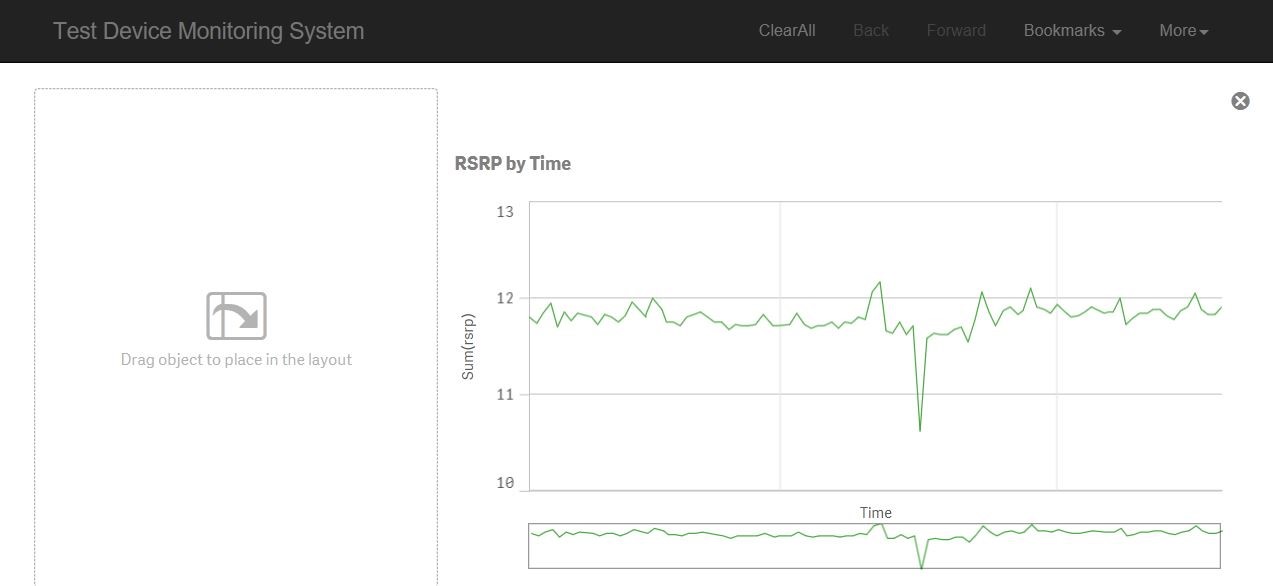 Test Device Monitoring System
ClearAll Back Forward Bookmarks More
Drag object to place in the layout
RSRP by Time
13
12
11
10
Sum(rsrp)
Time